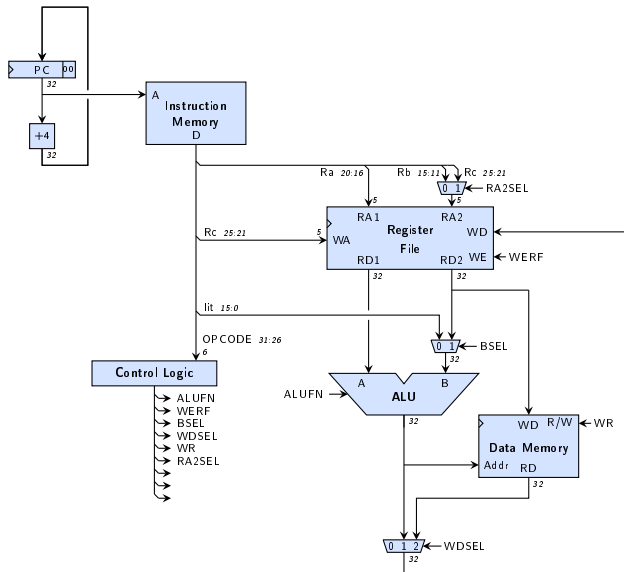 PC 00
32
+4
32
A
Instruction
Memory
D
Ra 20:16
Rb 15:11
Rc 25:21
0 1
RA2SEL
5
5
RA1
RA2
Register
File
WD
Rc 25:21
5
WA
WE
WERF
RD1
RD2
32
32
lit 15:0
OPCODE 31:26
6
0 1
BSEL
32
Control Logic
A
B
ALU
ALUFN
32
ALUFN
WERF
BSEL
WDSEL
WR
RA2SEL
WD R/W
WR
Data Memory
Addr RD
32
0 1 2
WDSEL
32